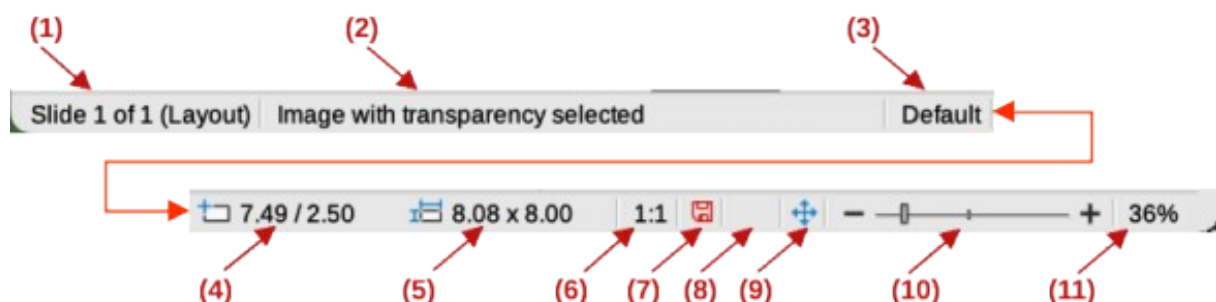 (1) (2) (3)
Slide 1 of 1 (Layout) Image with transparency selected Default
7.49 / 2.50 8.08 x 8.00 1:1 36%
(4) (5) (6) (7) (8) (9) (10) (11)